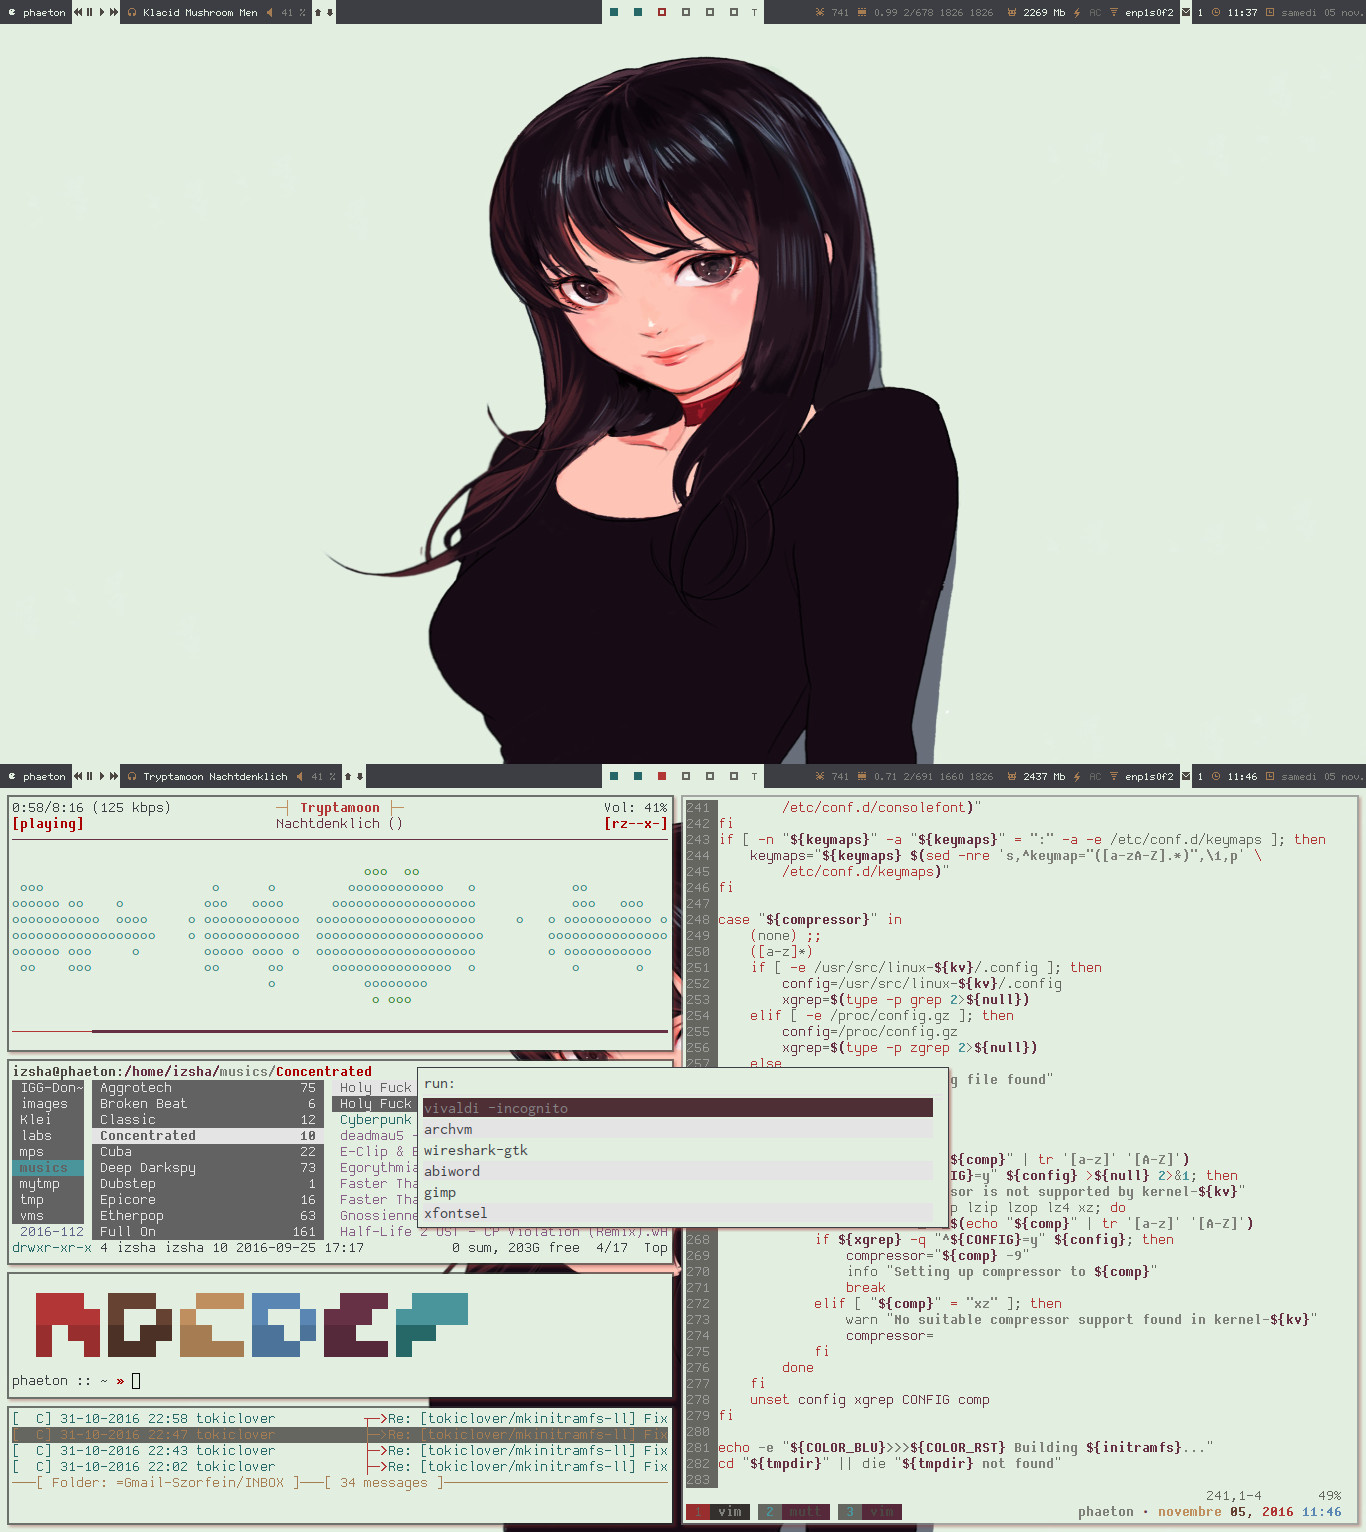 phaeton Klacid Mushroom Men 41 % T 741 0.99 2/678 1826 1826 2269 Mb AC enp1s0f2 1 11:37 samedi 05 nov.
phaeton Tryptamoon Nachtdenklich 41 % T 741 0.71 2/691 1660 1826 2437 Mb AC enp1s0f2 1 11:46 samedi 05 nov.
0:58/8:16 (125 kbps) Tryptamoon Vol: 41%
[playing] Nachtdenklich () [rz--x-]
izsha@phaeton:/home/izsha/musics/Concentrated
IGG-Don~ Aggrotech 75 Holy Fuck
images Broken Beat 6 Holy Fuck
Klei Classic 12 Cyberpunk
labs Concentrated 10 deadmau5 -
mps Cuba 22 E-Clip & E
musics Deep Darkspy 73 Egorythmia
mytmp Dubstep 1 Faster Tha
tmp Epicore 16 Faster Tha
vms Etherpop 63 Gnossienne
2016-112 Full On 161 Half-Life 2 OST - CP Violation (Remix).wH
drwxr-xr-x 4 izsha izsha 10 2016-09-25 17:17 0 sum, 203G free 4/17 Top
run:
vivaldi -incognito
archvm
wireshark-gtk
abiword
gimp
xfontsel
phaeton :: ~ »
[ C] 31-10-2016 22:58 tokiclover ┬─>Re: [tokiclover/mkinitramfs-ll] Fix
[ C] 31-10-2016 22:47 tokiclover ├─>Re: [tokiclover/mkinitramfs-ll] Fix
[ C] 31-10-2016 22:43 tokiclover ├─>Re: [tokiclover/mkinitramfs-ll] Fix
[ C] 31-10-2016 22:02 tokiclover ├─>Re: [tokiclover/mkinitramfs-ll] Fix
───[ Folder: =Gmail-Szorfein/INBOX ]───[ 34 messages ]
241 /etc/conf.d/consolefont)"
242 fi
243 if [ -n "${keymaps}" -a "${keymaps}" = ":" -a -e /etc/conf.d/keymaps ]; then
244 keymaps="${keymaps} $(sed -nre 's,^keymap="([a-zA-Z].*)",\1,p' \
245 /etc/conf.d/keymaps)"
246 fi
247
248 case "${compressor}" in
249 (none) ;;
250 ([a-z]*)
251 if [ -e /usr/src/linux-${kv}/.config ]; then
252 config=/usr/src/linux-${kv}/.config
253 xgrep=$(type -p grep 2>${null})
254 elif [ -e /proc/config.gz ]; then
255 config=/proc/config.gz
256 xgrep=$(type -p zgrep 2>${null})
257 else
g file found"
${comp}" | tr '[a-z]' '[A-Z]')
IG}=y" ${config} >${null} 2>&1; then
sor is not supported by kernel-${kv}"
p lzip lzop lz4 xz; do
$(echo "${comp}" | tr '[a-z]' '[A-Z]')
268 if ${xgrep} -q "^${CONFIG}=y" ${config}; then
269 compressor="${comp} -9"
270 info "Setting up compressor to ${comp}"
271 break
272 elif [ "${comp}" = "xz" ]; then
273 warn "No suitable compressor support found in kernel-${kv}"
274 compressor=
275 fi
276 done
277 fi
278 unset config xgrep CONFIG comp
279 fi
280
281 echo -e "${COLOR_BLU}>>>${COLOR_RST} Building ${initramfs}..."
282 cd "${tmpdir}" || die "${tmpdir} not found"
283
241,1-4 49%
1 vim 2 mutt 3 vim phaeton · novembre 05, 2016 11:46